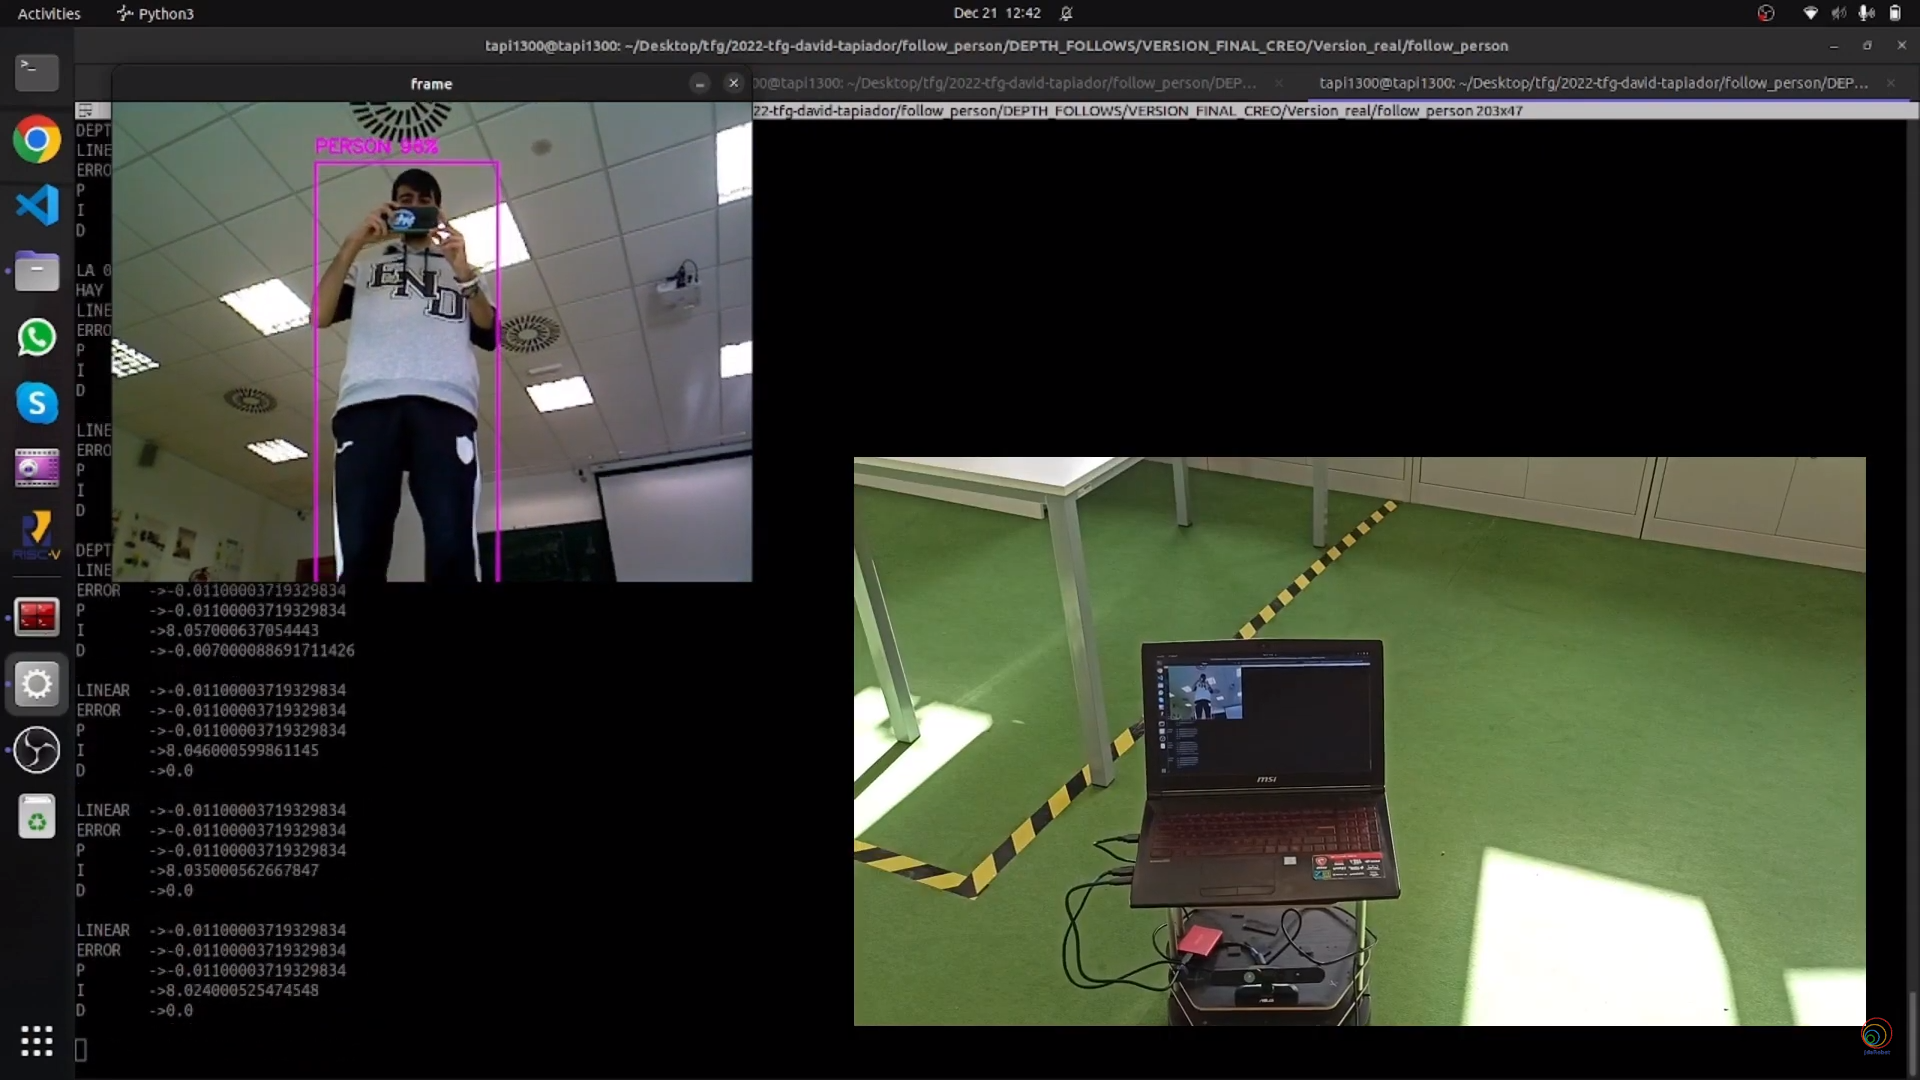 Activities
Python3
Dec 21 12:42
tapi1300@tapi1300: ~/Desktop/tfg/2022-tfg-david-tapiador/follow_person/DEPTH_FOLLOWS/VERSION_FINAL_CREO/Version_real/follow_person
frame
00@tapi1300: ~/Desktop/tfg/2022-tfg-david-tapiador/follow_person/DEP...
tapi1300@tapi1300: ~/Desktop/tfg/2022-tfg-david-tapiador/follow_person/DEP...
22-tfg-david-tapiador/follow_person/DEPTH_FOLLOWS/VERSION_FINAL_CREO/Version_real/follow_person 203x47
DEPT
LINE
ERRO
P
I
D
LA
HAY
LINE
ERRO
P
I
D
LINE
ERRO
P
I
D
DEPT
LINE
PERSON 98%
END
ERROR ->-0.01100003719329834
P ->-0.01100003719329834
I ->8.057000637054443
D ->-0.007000088691711426
LINEAR ->-0.01100003719329834
ERROR ->-0.01100003719329834
P ->-0.01100003719329834
I ->8.046000599861145
D ->0.0
LINEAR ->-0.01100003719329834
ERROR ->-0.01100003719329834
P ->-0.01100003719329834
I ->8.035000562667847
D ->0.0
LINEAR ->-0.01100003719329834
ERROR ->-0.01100003719329834
P ->-0.01100003719329834
I ->8.024000525474548
D ->0.0
RISC-V
msi
ASUS